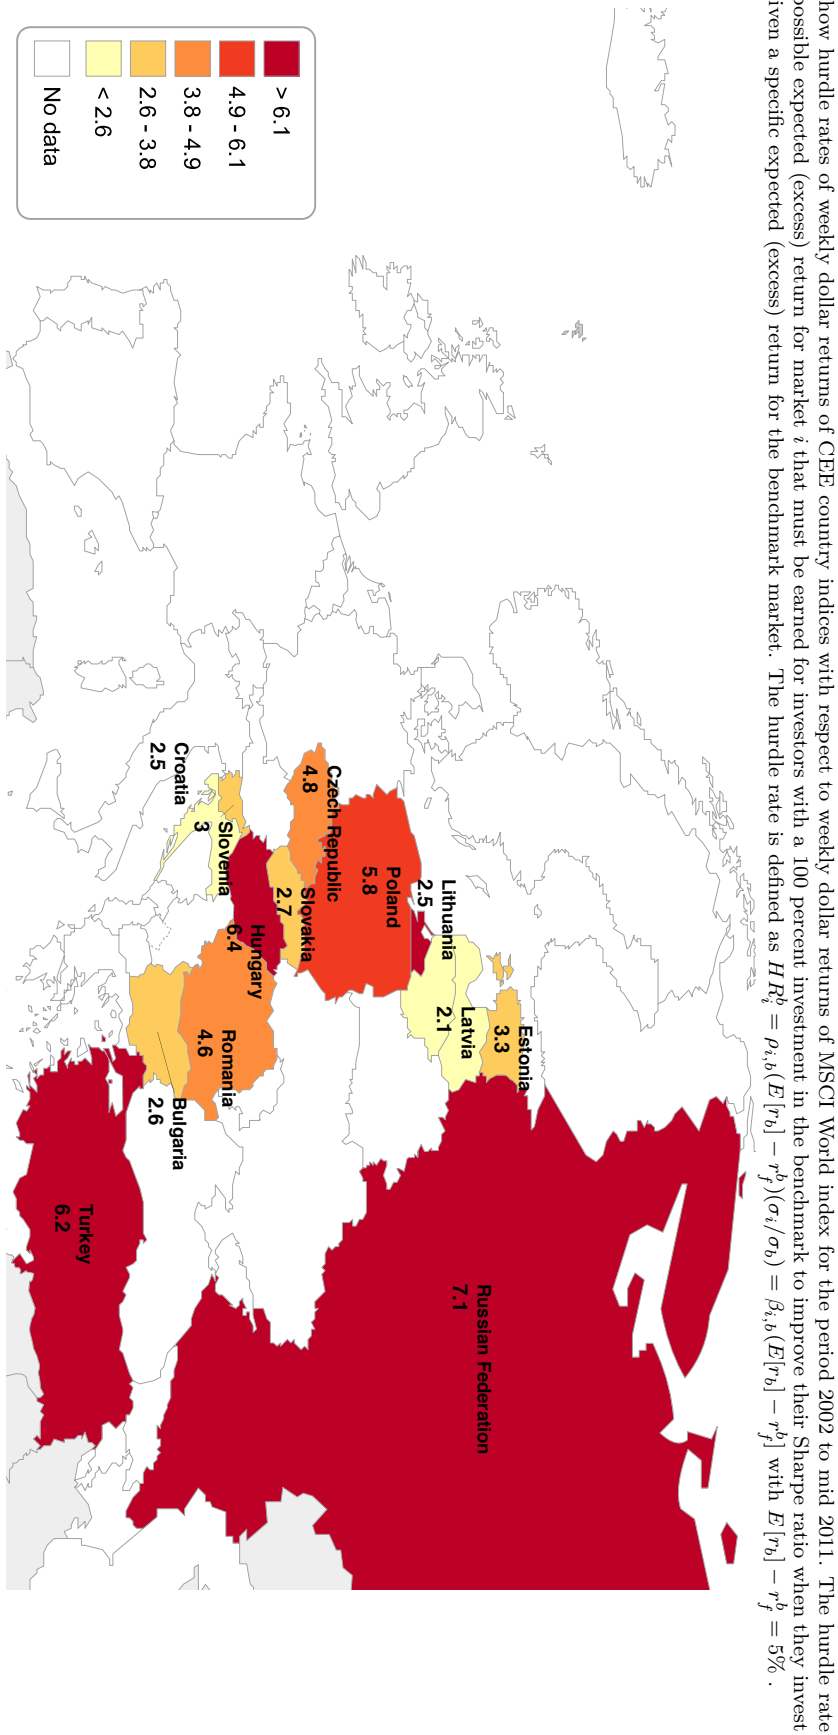 how hurdle rates of weekly dollar returns of CEE country indices with respect to weekly dollar returns of MSCI World index for the period 2002 to mid 2011. The hurdle rate
possible expected (excess) return for market i that must be earned for investors with a 100 percent investment in the benchmark to improve their Sharpe ratio when they invest
iven a specific expected (excess) return for the benchmark market. The hurdle rate is defined as HR_i^b = ρ_{i,b}(E[r_b] − r_f^b)(σ_i/σ_b) = β_{i,b}(E[r_b] − r_f^b] with E[r_b] − r_f^b = 5% .
Estonia
3.3
Russian Federation
7.1
Latvia
2.1
Lithuania
2.5
Poland
5.8
Czech Republic
4.8
Slovakia
2.7
Hungary
6.4
Slovenia
3
Romania
4.6
Croatia
2.5
Bulgaria
2.6
Turkey
6.2
> 6.1
4.9 - 6.1
3.8 - 4.9
2.6 - 3.8
< 2.6
No data